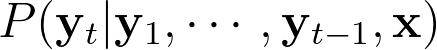 P(𝐲ₜ|𝐲₁, ⋯ , 𝐲ₜ₋₁, 𝐱)